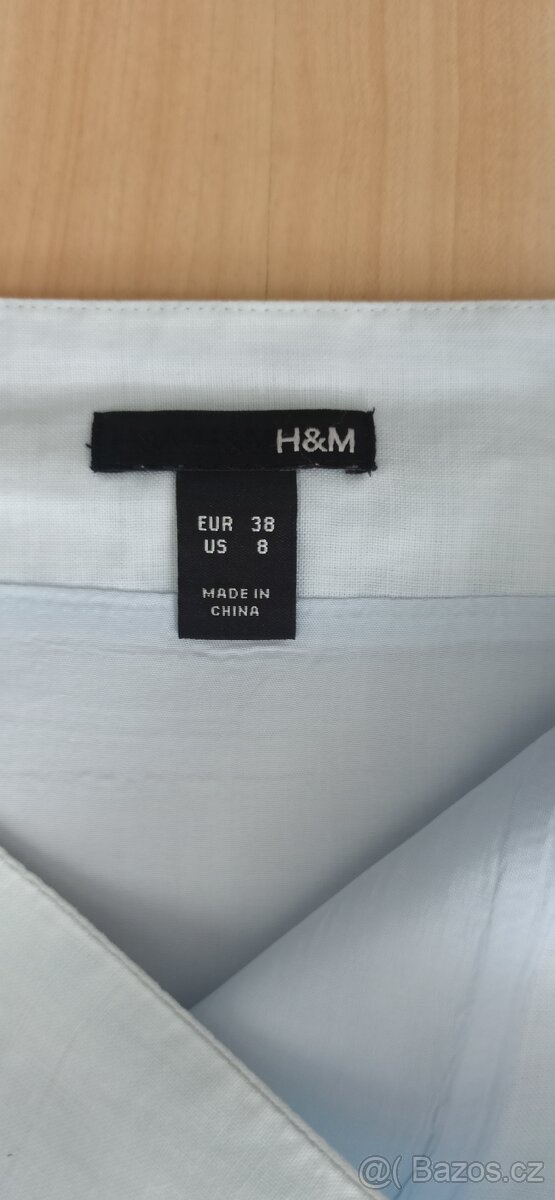 H&M
EUR 38
US 8
MADE IN
CHINA
@( Bazos.cz